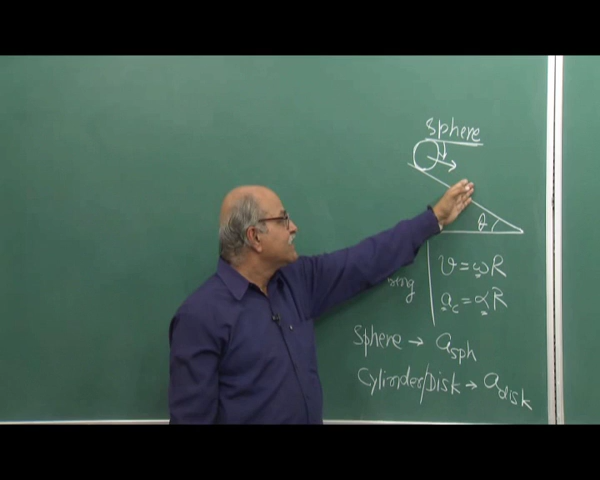 Sphere
θ
v = ωR
a_c = αR
Sphere → a_sph
Cylinder/Disk → a_disk